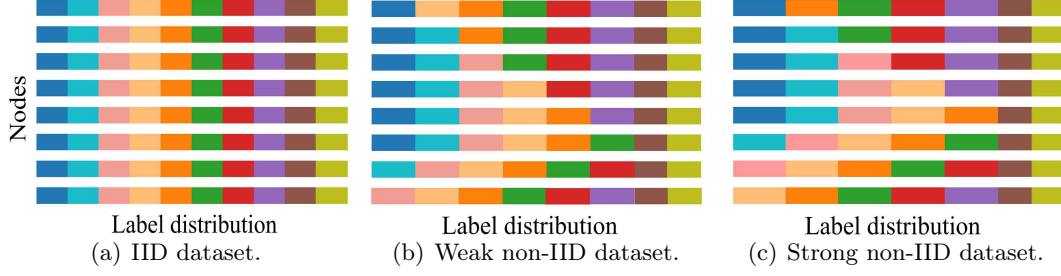 Nodes
Label distribution
(a) IID dataset.
Label distribution
(b) Weak non-IID dataset.
Label distribution
(c) Strong non-IID dataset.